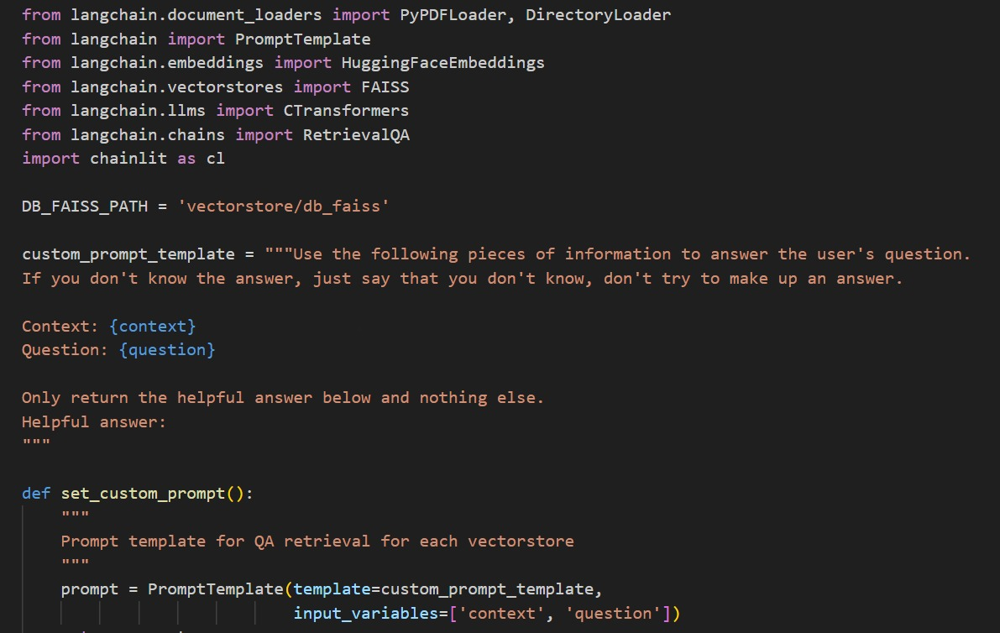 from langchain.document_loaders import PyPDFLoader, DirectoryLoader
from langchain import PromptTemplate
from langchain.embeddings import HuggingFaceEmbeddings
from langchain.vectorstores import FAISS
from langchain.llms import CTransformers
from langchain.chains import RetrievalQA
import chainlit as cl

DB_FAISS_PATH = 'vectorstore/db_faiss'

custom_prompt_template = """Use the following pieces of information to answer the user's question.
If you don't know the answer, just say that you don't know, don't try to make up an answer.

Context: {context}
Question: {question}

Only return the helpful answer below and nothing else.
Helpful answer:
"""

def set_custom_prompt():
    """
    Prompt template for QA retrieval for each vectorstore
    """
    prompt = PromptTemplate(template=custom_prompt_template,
                            input_variables=['context', 'question'])